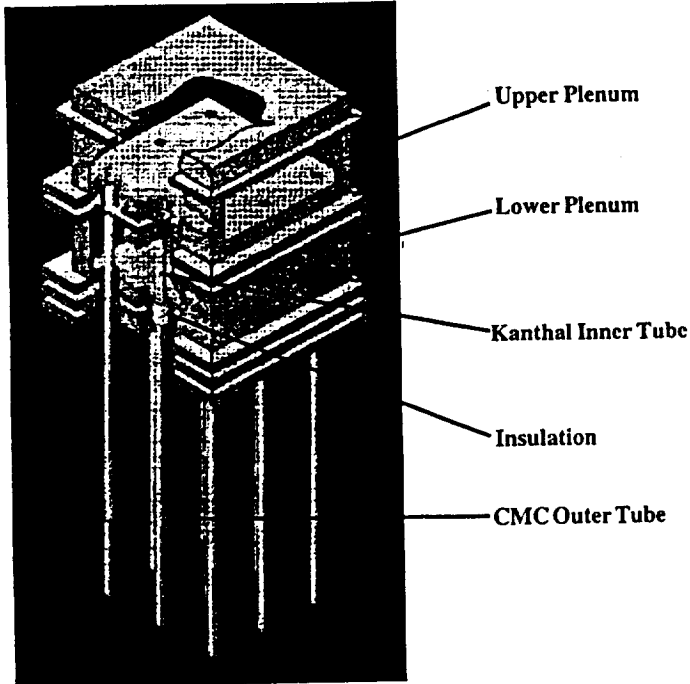 Upper Plenum
Lower Plenum
Kanthal Inner Tube
Insulation
CMC Outer Tube